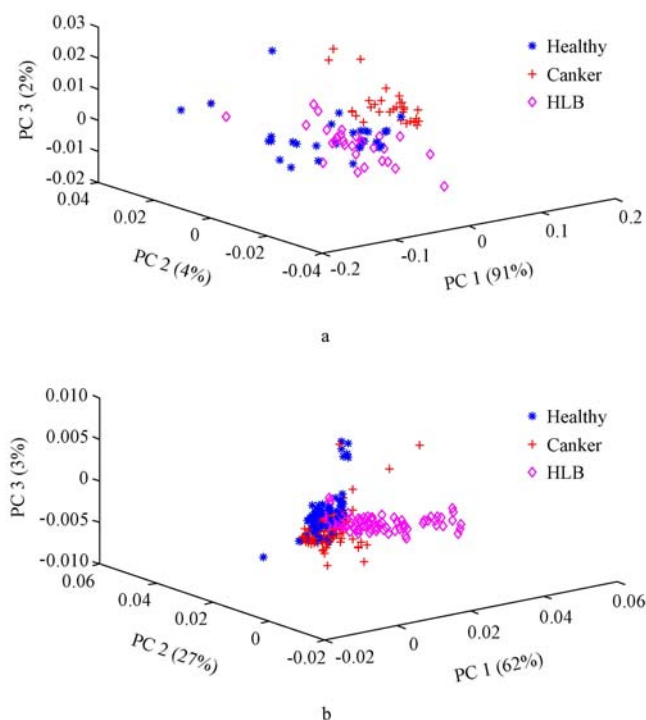 0.03
0.02
0.01
0
-0.01
-0.02
PC 3 (2%)
0.04
0.02
0
-0.02
-0.04
PC 2 (4%)
-0.2
-0.1
0
0.1
0.2
PC 1 (91%)
Healthy
Canker
HLB
a
0.010
0.005
0
-0.005
-0.010
PC 3 (3%)
0.06
0.04
0.02
0
-0.02
PC 2 (27%)
-0.02
0
0.02
0.04
0.06
PC 1 (62%)
Healthy
Canker
HLB
b